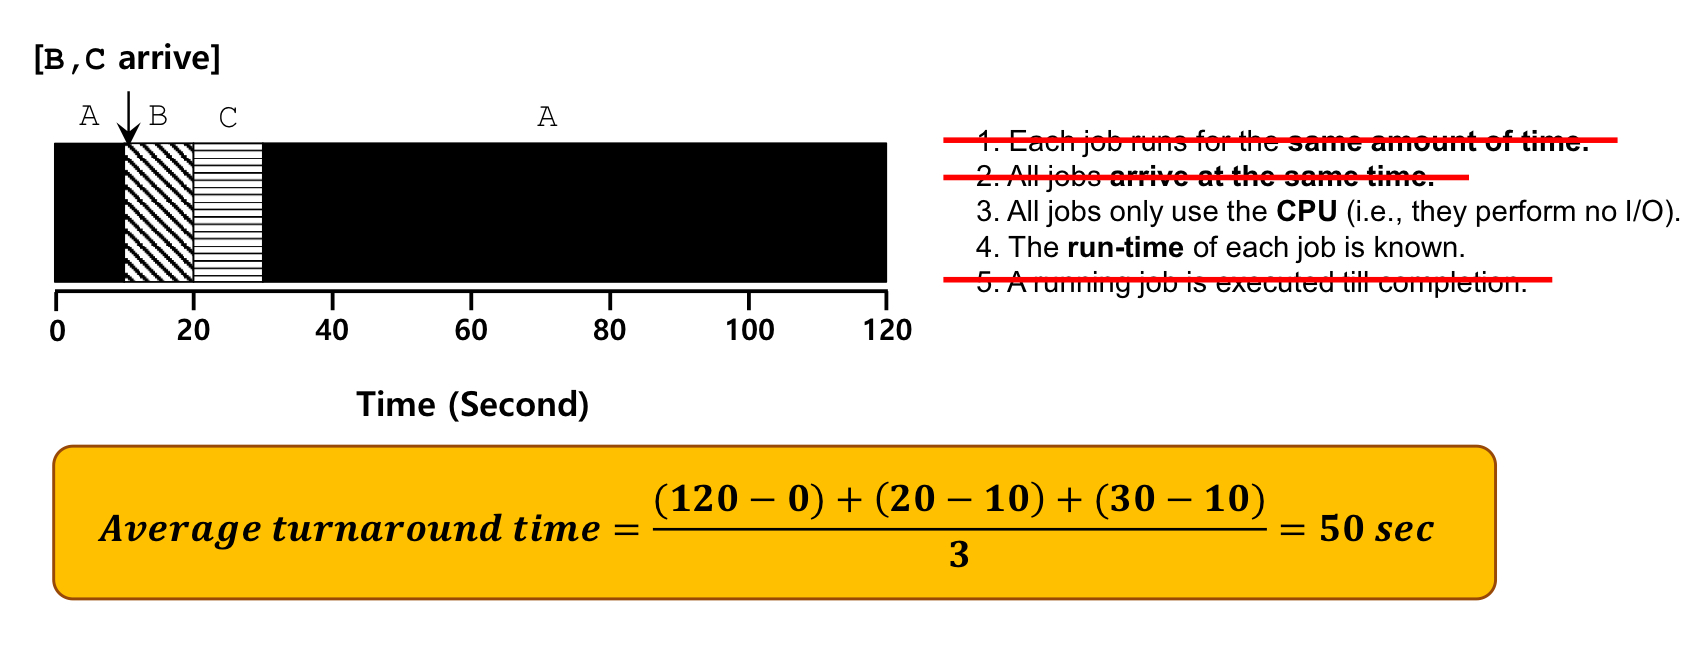 [B,C arrive]
A B C A
1. Each job runs for the same amount of time.
2. All jobs arrive at the same time.
3. All jobs only use the CPU (i.e., they perform no I/O).
4. The run-time of each job is known.
5. A running job is executed till completion.
0 20 40 60 80 100 120
Time (Second)
Average turnaround time = \frac{(120 − 0) + (20 − 10) + (30 − 10)}{3} = 50 sec